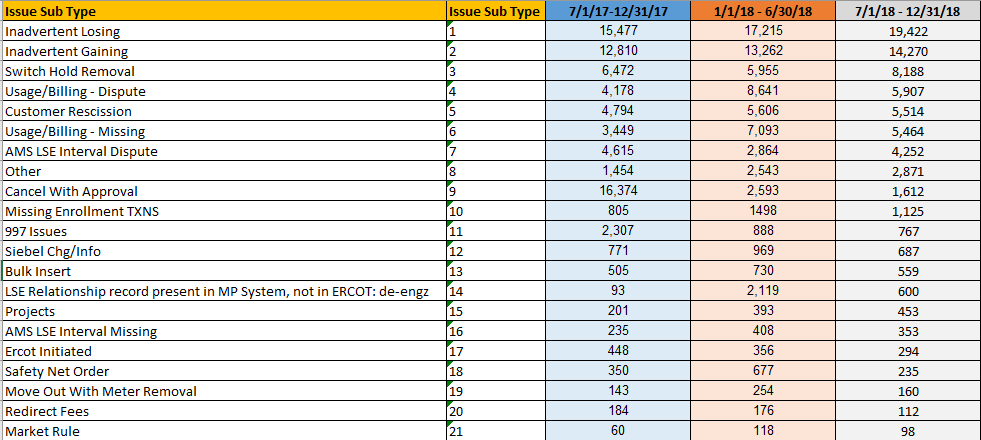 Issue Sub Type Issue Sub Type 7/1/17-12/31/17 1/1/18 - 6/30/18 7/1/18 - 12/31/18
Inadvertent Losing 1 15,477 17,215 19,422
Inadvertent Gaining 2 12,810 13,262 14,270
Switch Hold Removal 3 6,472 5,955 8,188
Usage/Billing - Dispute 4 4,178 8,641 5,907
Customer Rescission 5 4,794 5,606 5,514
Usage/Billing - Missing 6 3,449 7,093 5,464
AMS LSE Interval Dispute 7 4,615 2,864 4,252
Other 8 1,454 2,543 2,871
Cancel With Approval 9 16,374 2,593 1,612
Missing Enrollment TXNS 10 805 1498 1,125
997 Issues 11 2,307 888 767
Siebel Chg/Info 12 771 969 687
Bulk Insert 13 505 730 559
LSE Relationship record present in MP System, not in ERCOT: de-engz 14 93 2,119 600
Projects 15 201 393 453
AMS LSE Interval Missing 16 235 408 353
Ercot Initiated 17 448 356 294
Safety Net Order 18 350 677 235
Move Out With Meter Removal 19 143 254 160
Redirect Fees 20 184 176 112
Market Rule 21 60 118 98